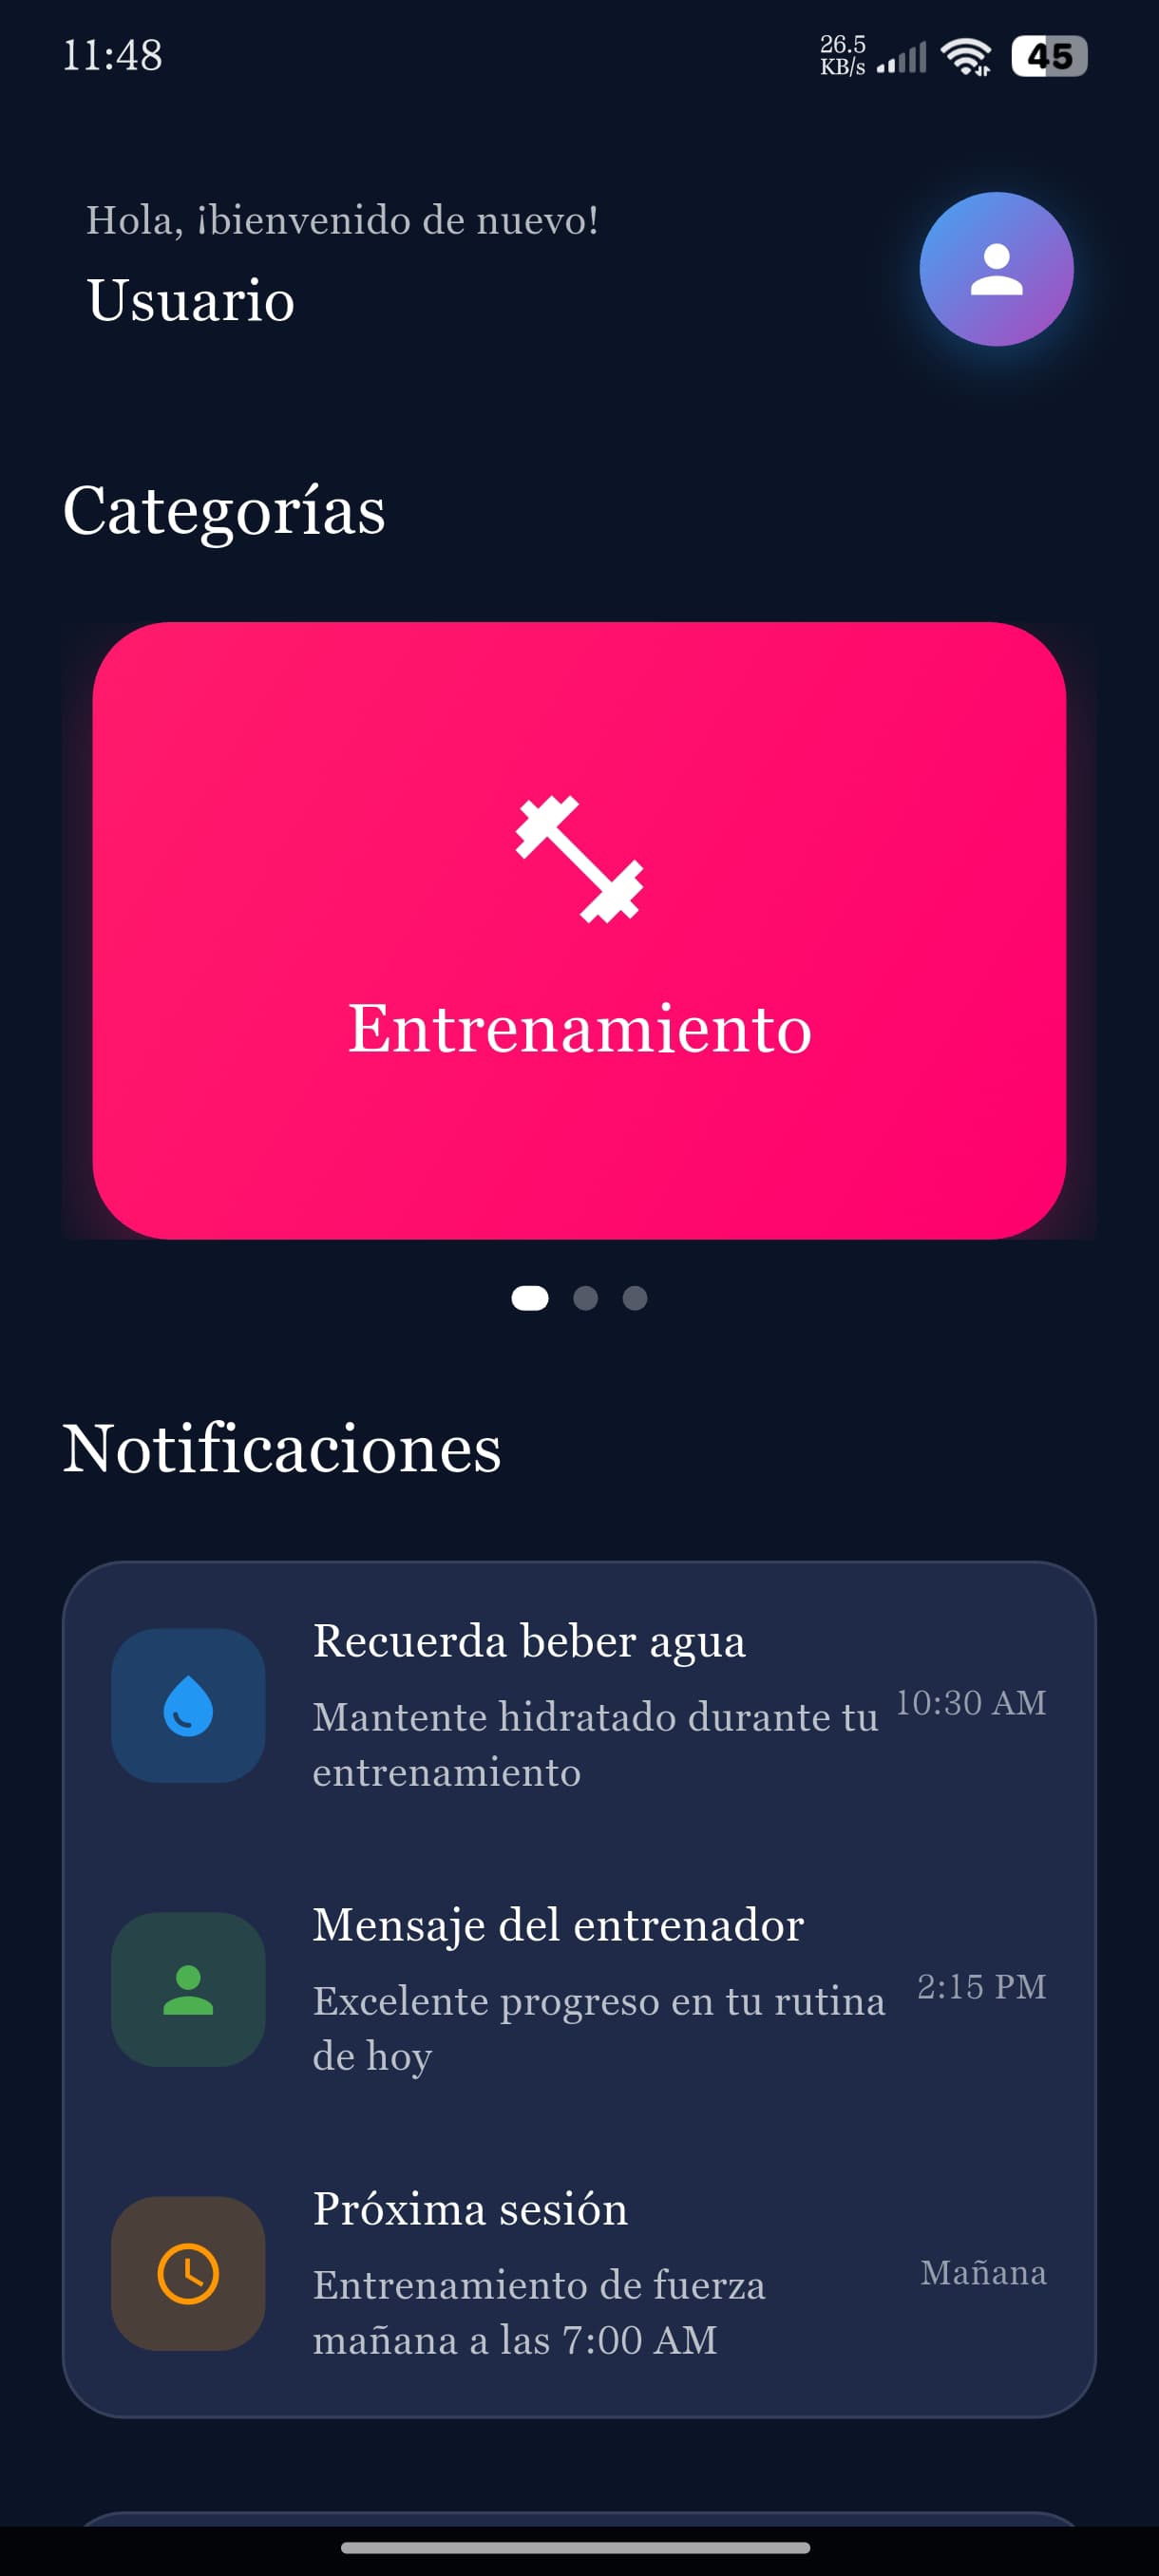 11:48
26.5
KB/s
45
Hola, ¡bienvenido de nuevo!
Usuario
Categorías
Entrenamiento
Notificaciones
Recuerda beber agua
Mantente hidratado durante tu
entrenamiento
10:30 AM
Mensaje del entrenador
Excelente progreso en tu rutina
de hoy
2:15 PM
Próxima sesión
Entrenamiento de fuerza
mañana a las 7:00 AM
Mañana